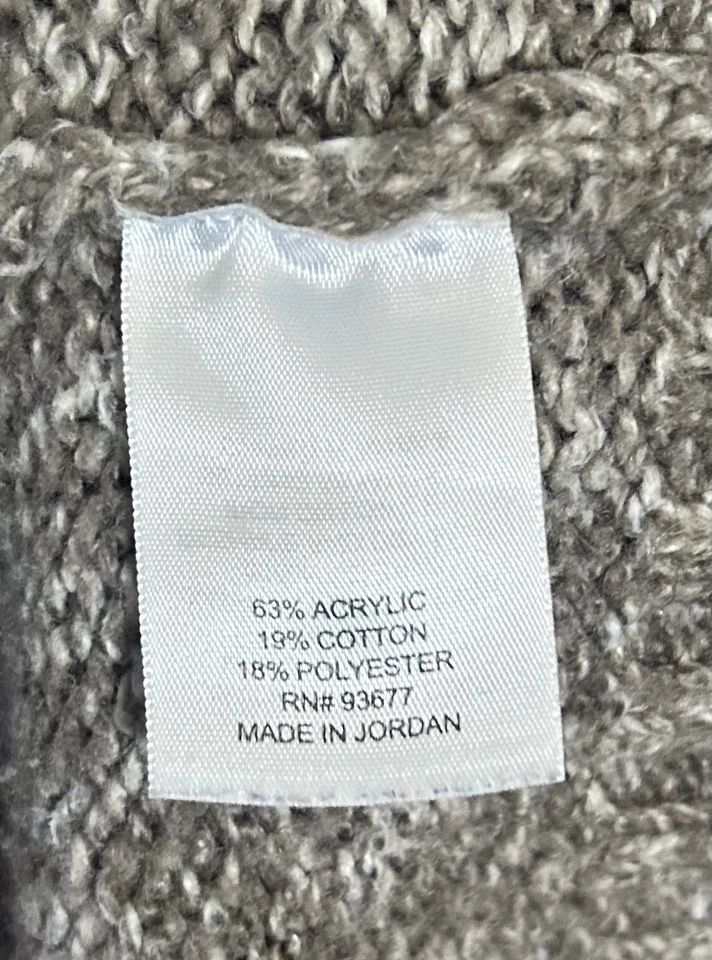 63% ACRYLIC
19% COTTON
18% POLYESTER
RN# 93677
MADE IN JORDAN